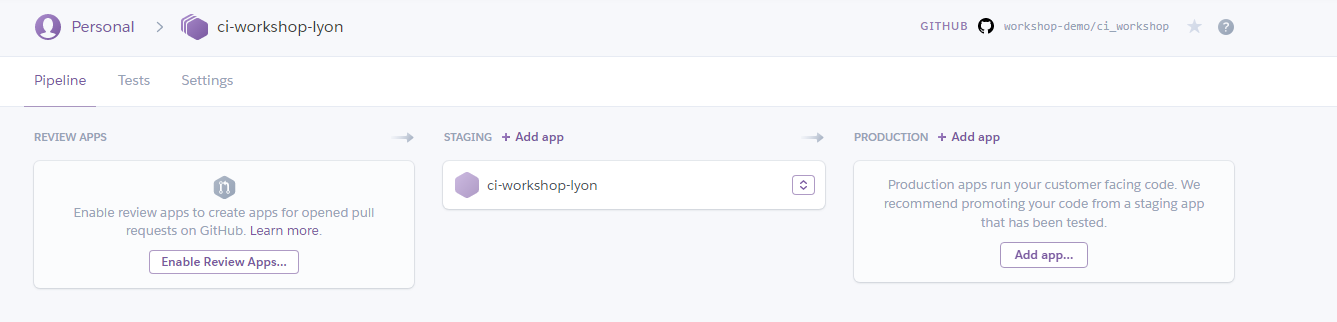 Personal > ci-workshop-lyon
GITHUB workshop-demo/ci_workshop ★ ?
Pipeline Tests Settings
REVIEW APPS
Enable review apps to create apps for opened pull
requests on GitHub. Learn more.
Enable Review Apps...
STAGING + Add app
ci-workshop-lyon
PRODUCTION + Add app
Production apps run your customer facing code. We
recommend promoting your code from a staging app
that has been tested.
Add app...